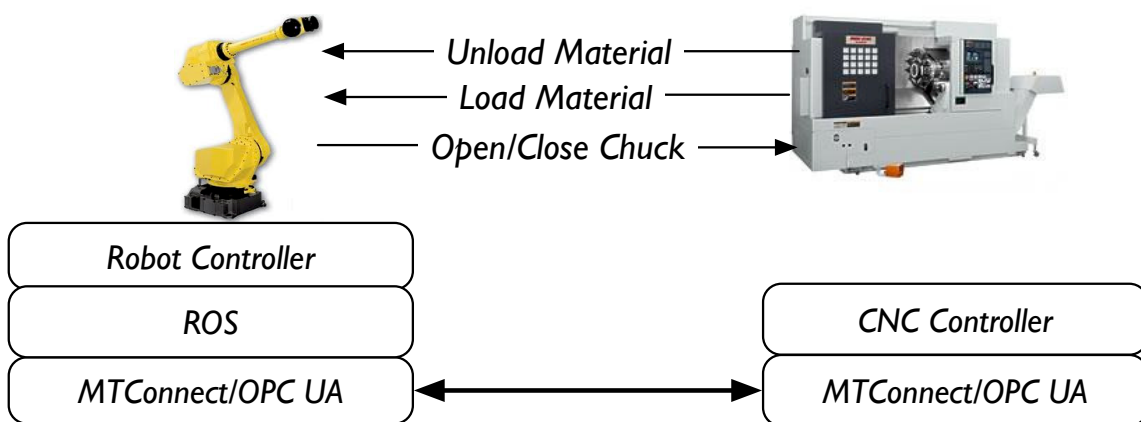 Unload Material
Load Material
Open/Close Chuck
Robot Controller
ROS
CNC Controller
MTConnect/OPC UA
MTConnect/OPC UA